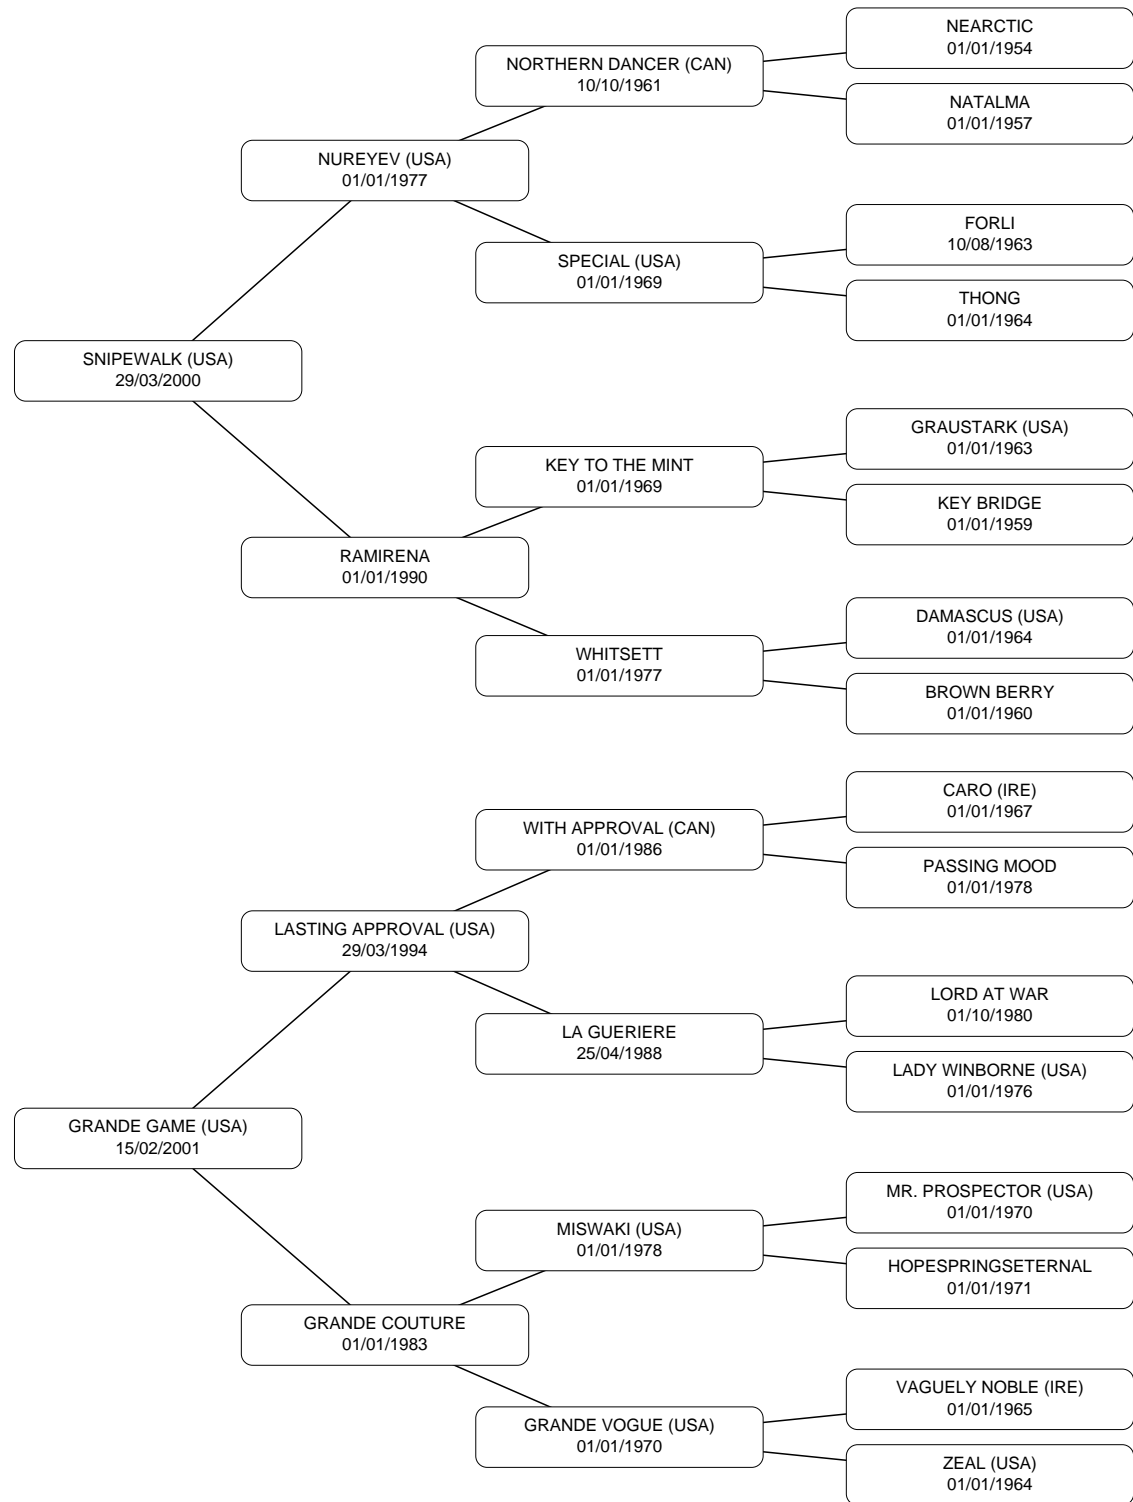 NEARCTIC
01/01/1954
NORTHERN DANCER (CAN)
10/10/1961
NATALMA
01/01/1957
NUREYEV (USA)
01/01/1977
FORLI
10/08/1963
SPECIAL (USA)
01/01/1969
THONG
01/01/1964
SNIPEWALK (USA)
29/03/2000
GRAUSTARK (USA)
01/01/1963
KEY TO THE MINT
01/01/1969
KEY BRIDGE
01/01/1959
RAMIRENA
01/01/1990
DAMASCUS (USA)
01/01/1964
WHITSETT
01/01/1977
BROWN BERRY
01/01/1960
CARO (IRE)
01/01/1967
WITH APPROVAL (CAN)
01/01/1986
PASSING MOOD
01/01/1978
LASTING APPROVAL (USA)
29/03/1994
LORD AT WAR
01/10/1980
LA GUERIERE
25/04/1988
LADY WINBORNE (USA)
01/01/1976
GRANDE GAME (USA)
15/02/2001
MR. PROSPECTOR (USA)
01/01/1970
MISWAKI (USA)
01/01/1978
HOPESPRINGSETERNAL
01/01/1971
GRANDE COUTURE
01/01/1983
VAGUELY NOBLE (IRE)
01/01/1965
GRANDE VOGUE (USA)
01/01/1970
ZEAL (USA)
01/01/1964